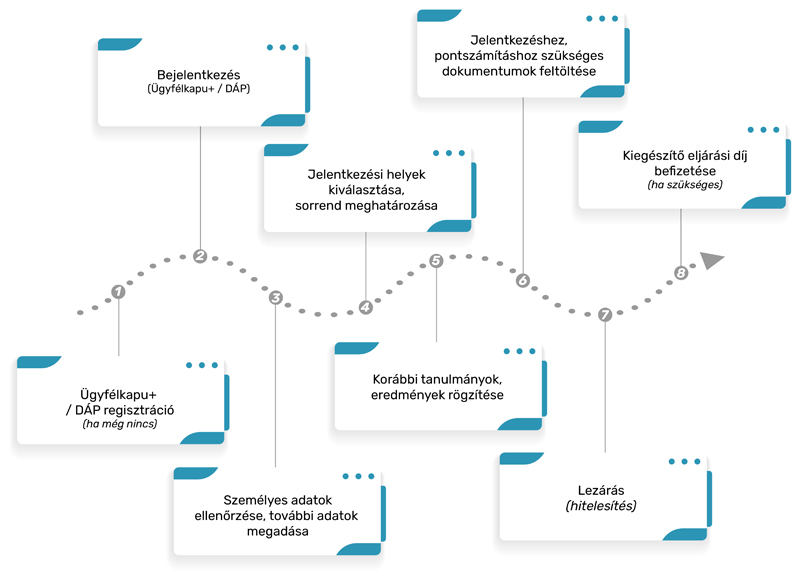 1
Ügyfélkapu+
/ DÁP regisztráció
(ha még nincs)
2
Bejelentkezés
(Ügyfélkapu+ / DÁP)
3
Személyes adatok
ellenőrzése, további adatok
megadása
4
Jelentkezési helyek
kiválasztása,
sorrend meghatározása
5
Korábbi tanulmányok,
eredmények rögzítése
6
Jelentkezéshez,
pontszámításhoz szükséges
dokumentumok feltöltése
7
Lezárás
(hitelesítés)
8
Kiegészítő eljárási díj
befizetése
(ha szükséges)